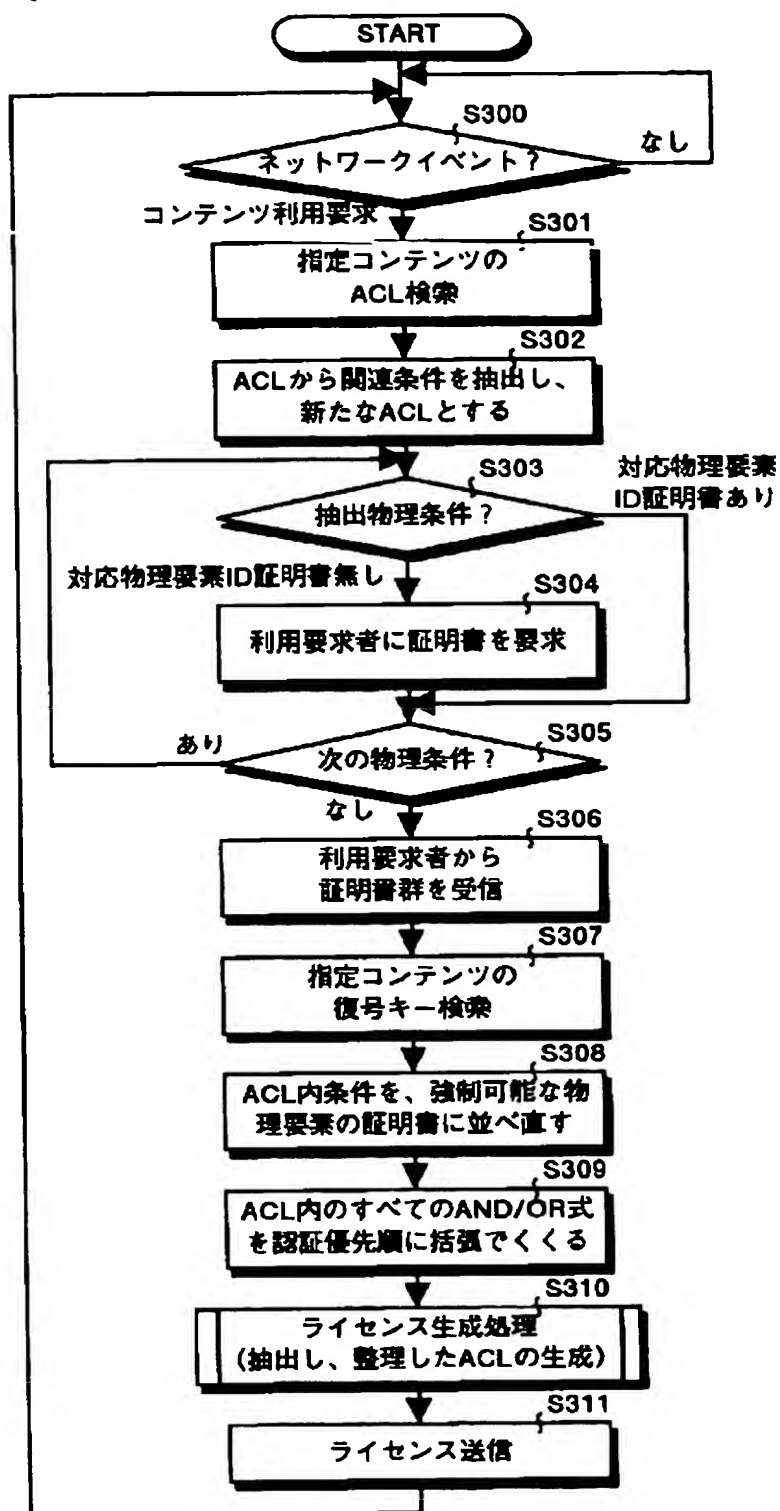 START
S300
ネットワークイベント?
なし
コンテンツ利用要求
S301
指定コンテンツの
ACL検索
S302
ACLから関連条件を抽出し、
新たなACLとする
S303
対応物理要素
ID証明書あり
抽出物理条件?
対応物理要素ID証明書無し
S304
利用要求者に証明書を要求
S305
あり
次の物理条件?
なし
S306
利用要求者から
証明書群を受信
S307
指定コンテンツの
復号キー検索
S308
ACL内条件を、強制可能な物
理要素の証明書に並べ直す
S309
ACL内のすべてのAND/OR式
を認証優先順に括弧でくくる
S310
ライセンス生成処理
(抽出し、整理したACLの生成)
S311
ライセンス送信